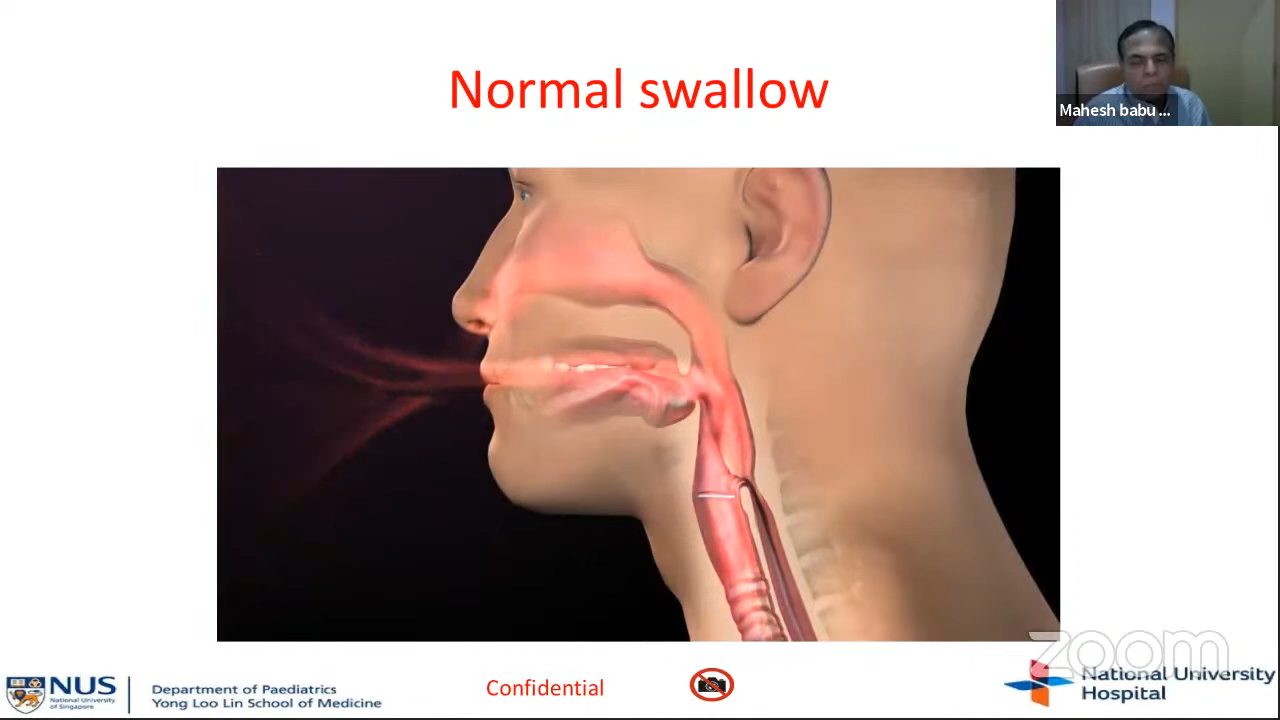 Normal swallow
Mahesh babu ...
NUS
National University
of Singapore
Department of Paediatrics
Yong Loo Lin School of Medicine
Confidential
zoom
National University
Hospital